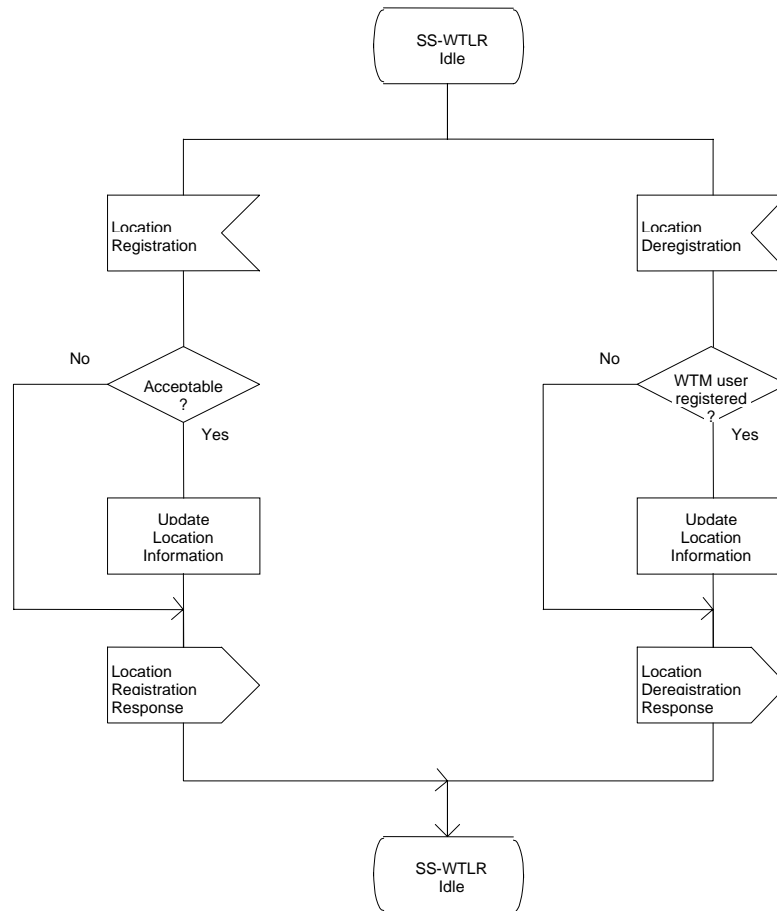 SS-WTLR
Idle
Location
Registration
Location
Deregistration
No
Acceptable
?
Yes
No
WTM user
registered
?
Yes
Update
Location
Information
Update
Location
Information
Location
Registration
Response
Location
Deregistration
Response
SS-WTLR
Idle